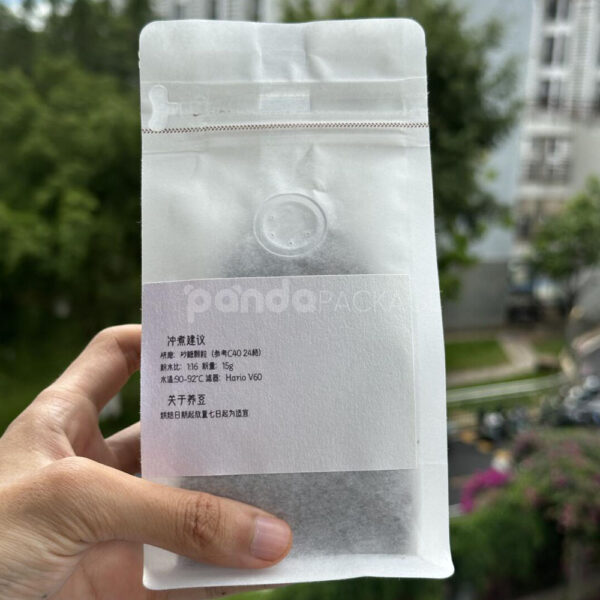 pandaPACKA
冲煮建议
研磨: 砂糖颗粒 (参考C40 24格)
粉水比: 1:16 粉量: 15g
水温:90-92℃ 滤器: Hario V60
关于养豆
烘焙日期起放置七日起为适宜